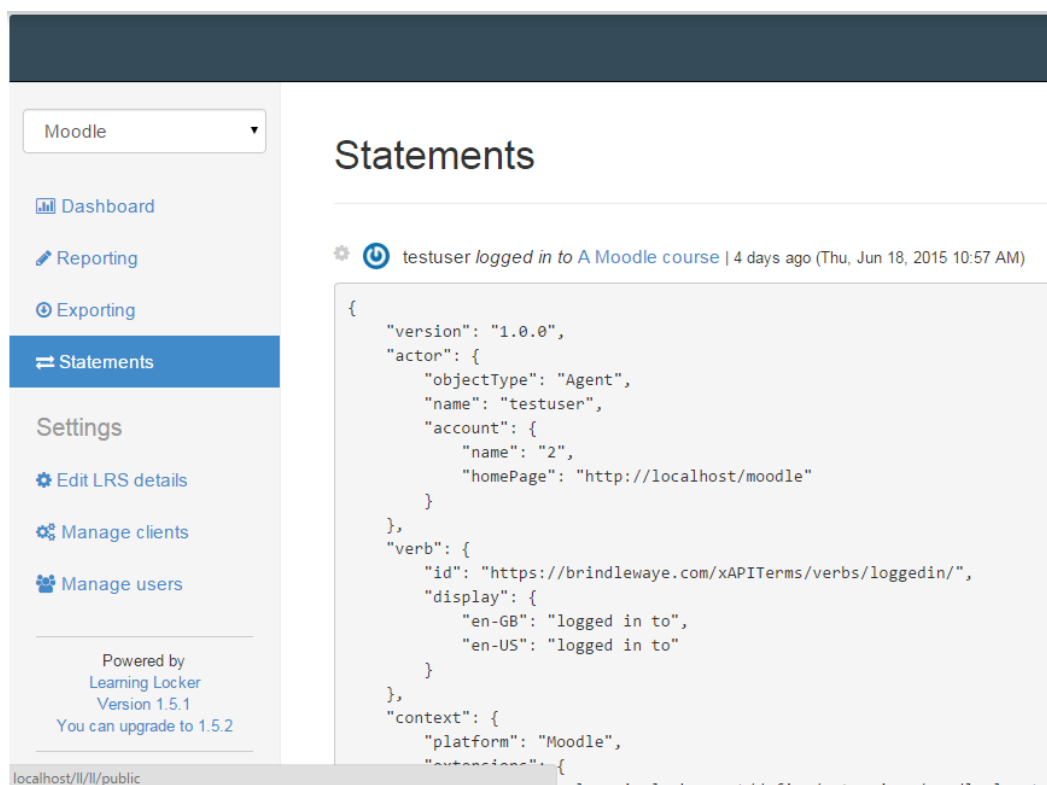 Moodle
Dashboard
Reporting
Exporting
Statements
Settings
Edit LRS details
Manage clients
Manage users
Powered by
Learning Locker
Version 1.5.1
You can upgrade to 1.5.2
localhost/ll/ll/public
Statements
testuser logged in to A Moodle course | 4 days ago (Thu, Jun 18, 2015 10:57 AM)
{
"version": "1.0.0",
"actor": {
"objectType": "Agent",
"name": "testuser",
"account": {
"name": "2",
"homePage": "http://localhost/moodle"
}
},
"verb": {
"id": "https://brindlewaye.com/xAPITerms/verbs/loggedin/",
"display": {
"en-GB": "logged in to",
"en-US": "logged in to"
}
},
"context": {
"platform": "Moodle",
"extensions": {